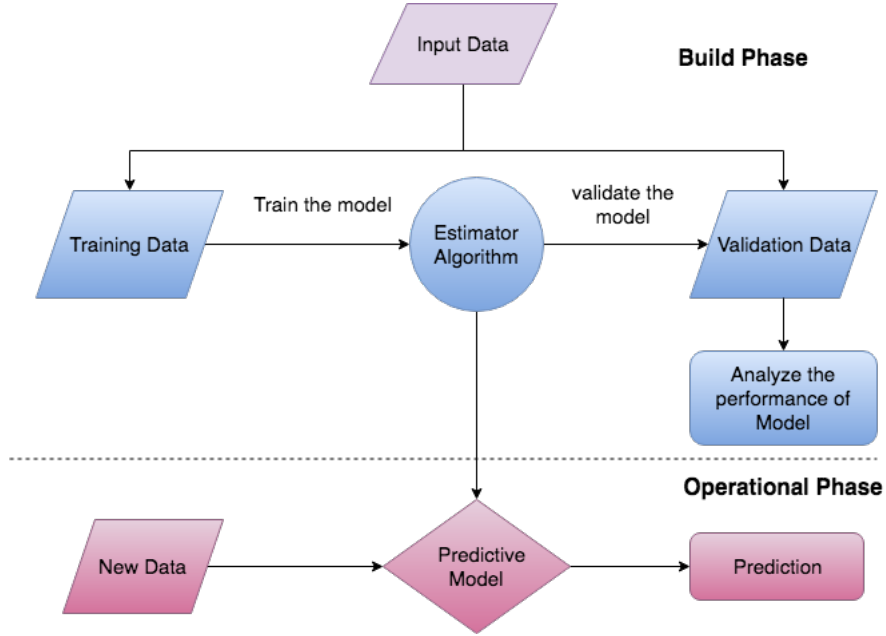 Input Data
Build Phase
Train the model
validate the
model
Training Data
Estimator
Algorithm
Validation Data
Analyze the
performance of
Model
Operational Phase
New Data
Predictive
Model
Prediction